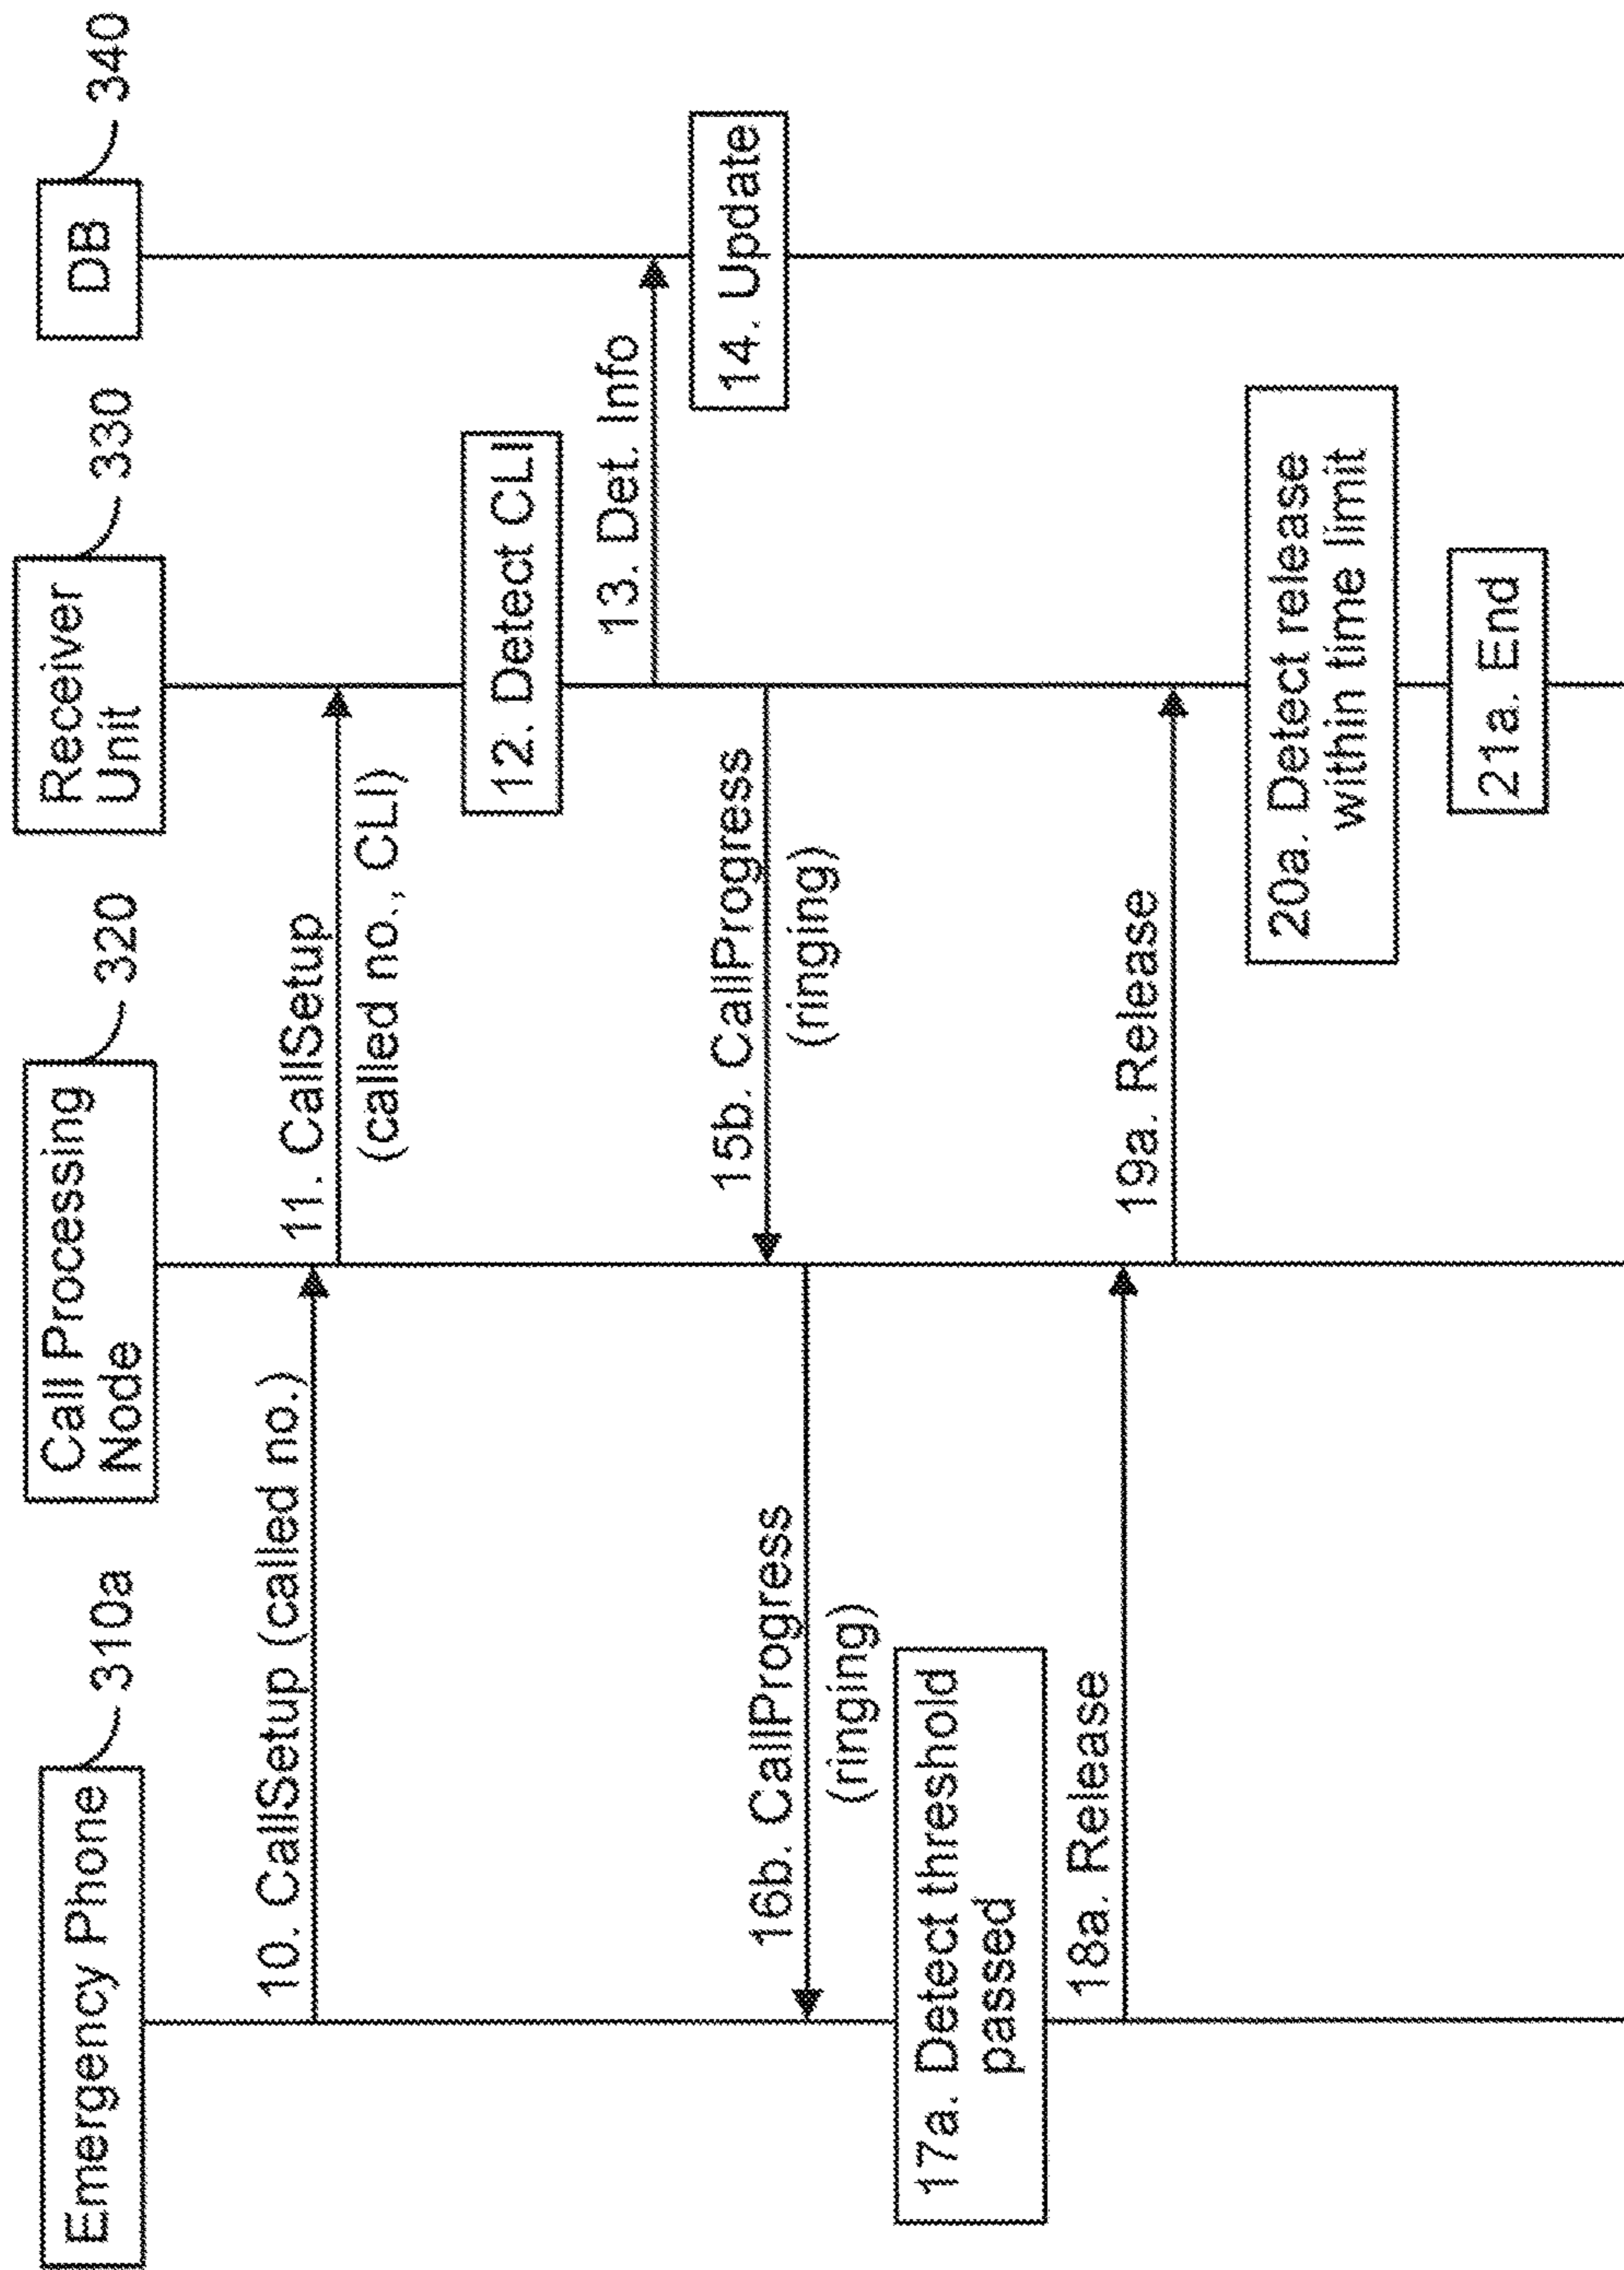 Emergency Phone
310a
Call Processing
Node
320
Receiver
Unit
330
DB
340
10. CallSetup (called no.)
11. CallSetup
(called no., CLI)
12. Detect CLI
13. Det. Info
14. Update
15b. CallProgress
(ringing)
16b. CallProgress
(ringing)
17a. Detect threshold
passed
18a. Release
19a. Release
20a. Detect release
within time limit
21a. End